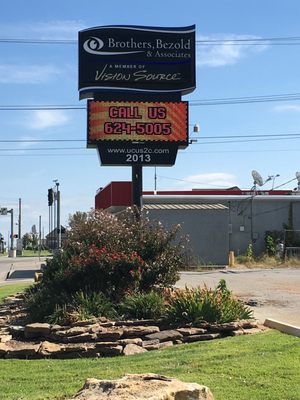 Brothers, Bezold
& Associates
A MEMBER OF
VISION SOURCE
CALL US
624-5005
www.ucus2c.com
2013